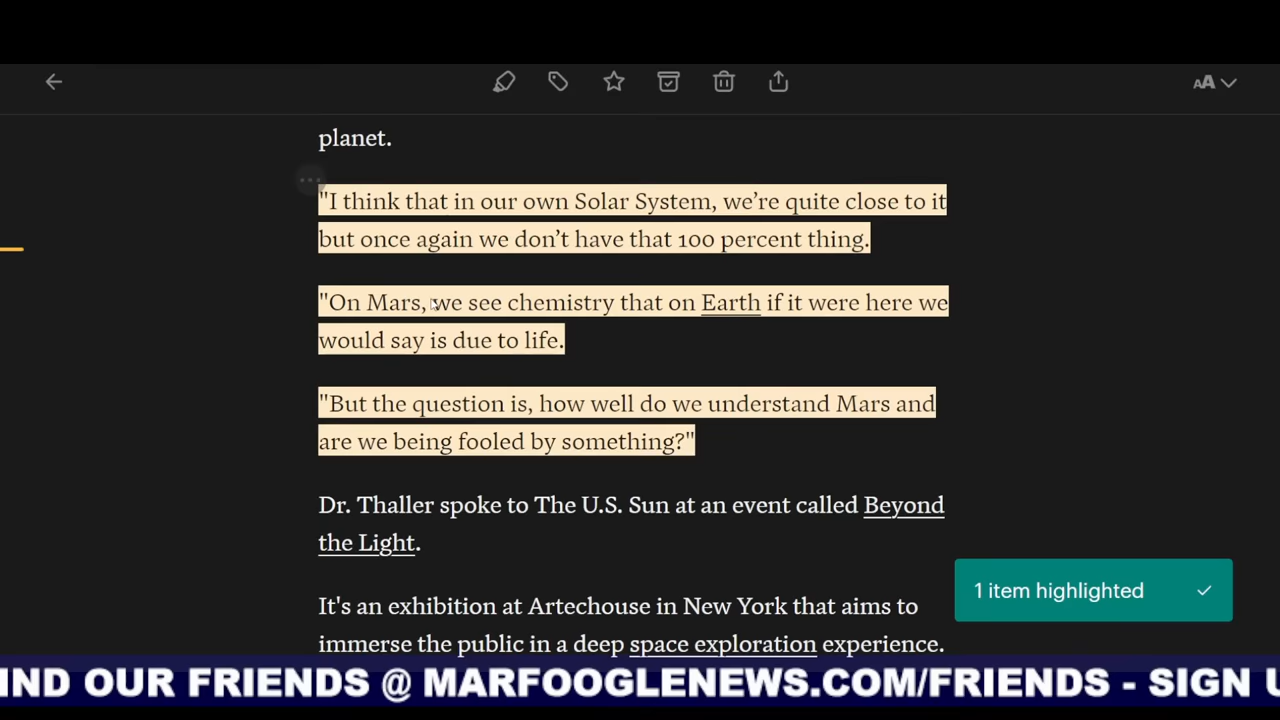 AA
planet.
"I think that in our own Solar System, we’re quite close to it
but once again we don’t have that 100 percent thing.
"On Mars, we see chemistry that on Earth if it were here we
would say is due to life.
"But the question is, how well do we understand Mars and
are we being fooled by something?"
Dr. Thaller spoke to The U.S. Sun at an event called Beyond
the Light.
1 item highlighted
It's an exhibition at Artechouse in New York that aims to
immerse the public in a deep space exploration experience.
IND OUR FRIENDS @ MARFOOGLENEWS.COM/FRIENDS - SIGN U